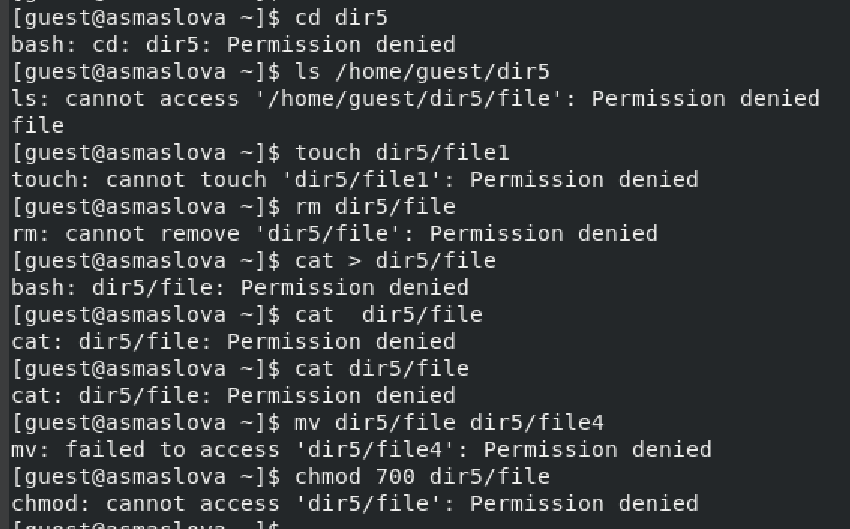 [guest@asmaslova ~]$ cd dir5
bash: cd: dir5: Permission denied
[guest@asmaslova ~]$ ls /home/guest/dir5
ls: cannot access '/home/guest/dir5/file': Permission denied
file
[guest@asmaslova ~]$ touch dir5/file1
touch: cannot touch 'dir5/file1': Permission denied
[guest@asmaslova ~]$ rm dir5/file
rm: cannot remove 'dir5/file': Permission denied
[guest@asmaslova ~]$ cat > dir5/file
bash: dir5/file: Permission denied
[guest@asmaslova ~]$ cat  dir5/file
cat: dir5/file: Permission denied
[guest@asmaslova ~]$ cat dir5/file
cat: dir5/file: Permission denied
[guest@asmaslova ~]$ mv dir5/file dir5/file4
mv: failed to access 'dir5/file4': Permission denied
[guest@asmaslova ~]$ chmod 700 dir5/file
chmod: cannot access 'dir5/file': Permission denied
[guest@asmaslova ~]$